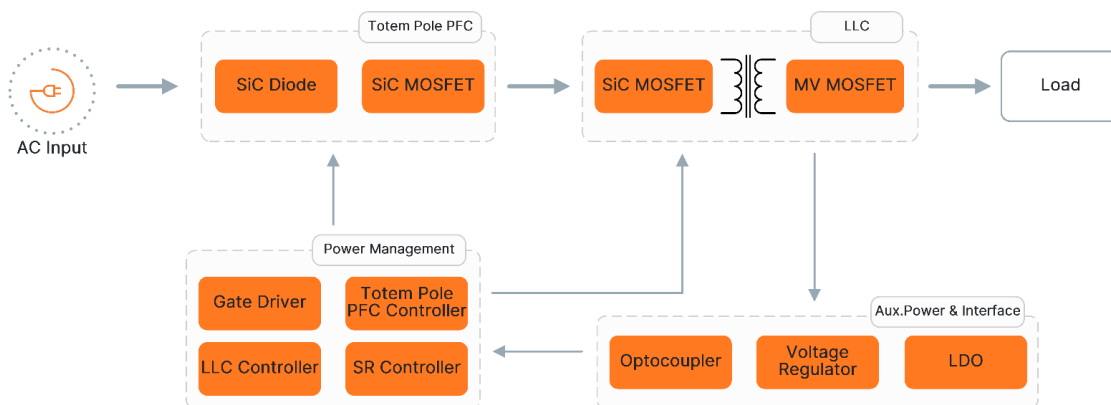 Totem Pole PFC
LLC
AC Input
SiC Diode
SiC MOSFET
SiC MOSFET
MV MOSFET
Load
Power Management
Gate Driver
Totem Pole
PFC Controller
LLC Controller
SR Controller
Aux.Power & Interface
Optocoupler
Voltage
Regulator
LDO